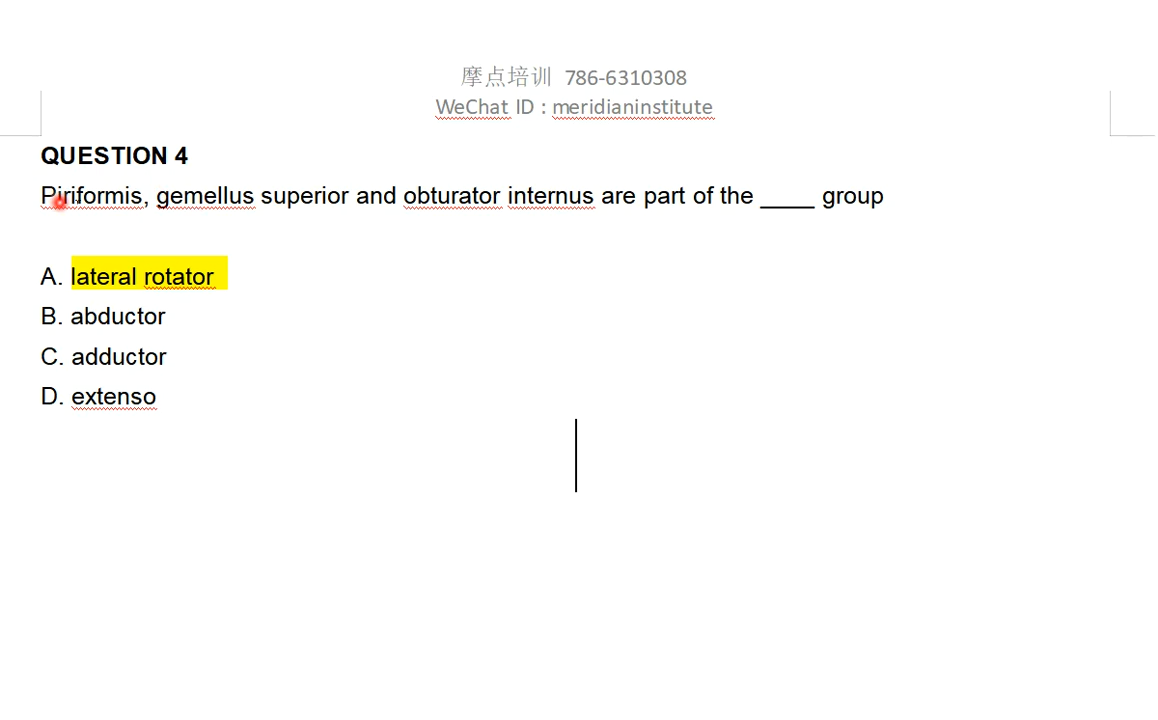 摩点培训 786-6310308
WeChat ID : meridianinstitute
QUESTION 4
Piriformis, gemellus superior and obturator internus are part of the ____ group
A. lateral rotator
B. abductor
C. adductor
D. extenso